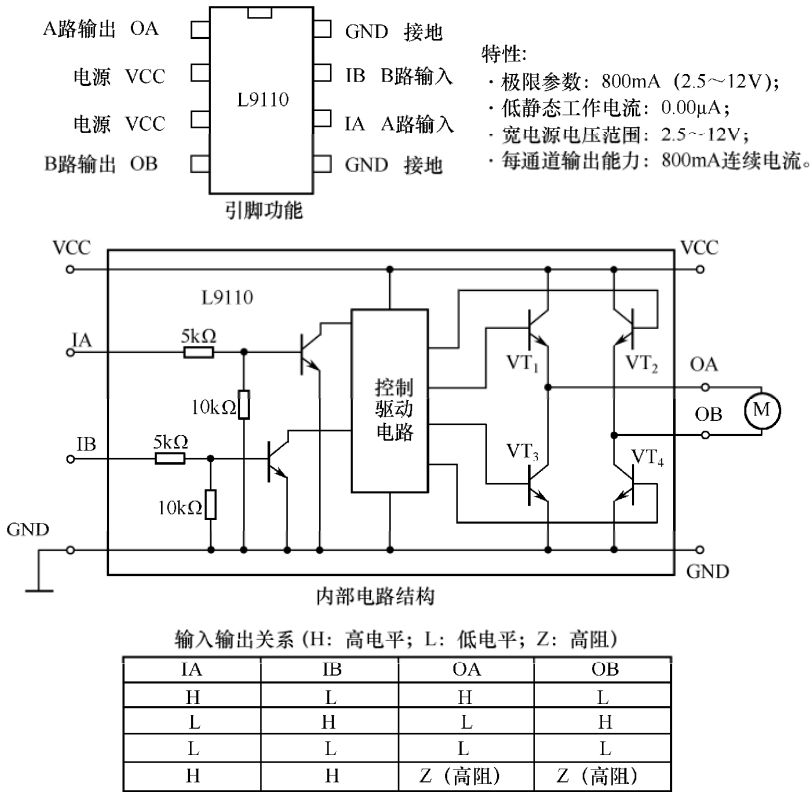 A路输出 OA
GND 接地
电源 VCC
IB B路输入
L9110
电源 VCC
IA A路输入
B路输出 OB
GND 接地
引脚功能
特性:
·极限参数: 800mA (2.5~12V);
·低静态工作电流: 0.00μA;
·宽电源电压范围: 2.5~12V;
·每通道输出能力: 800mA连续电流。
VCC
VCC
L9110
IA
5kΩ
10kΩ
IB
5kΩ
10kΩ
控制
驱动
电路
VT1
VT2
OA
OB
M
VT3
VT4
GND
GND
内部电路结构
输入输出关系 (H: 高电平; L: 低电平; Z: 高阻)
IA IB OA OB
H L H L
L H L H
L L L L
H H Z (高阻) Z (高阻)